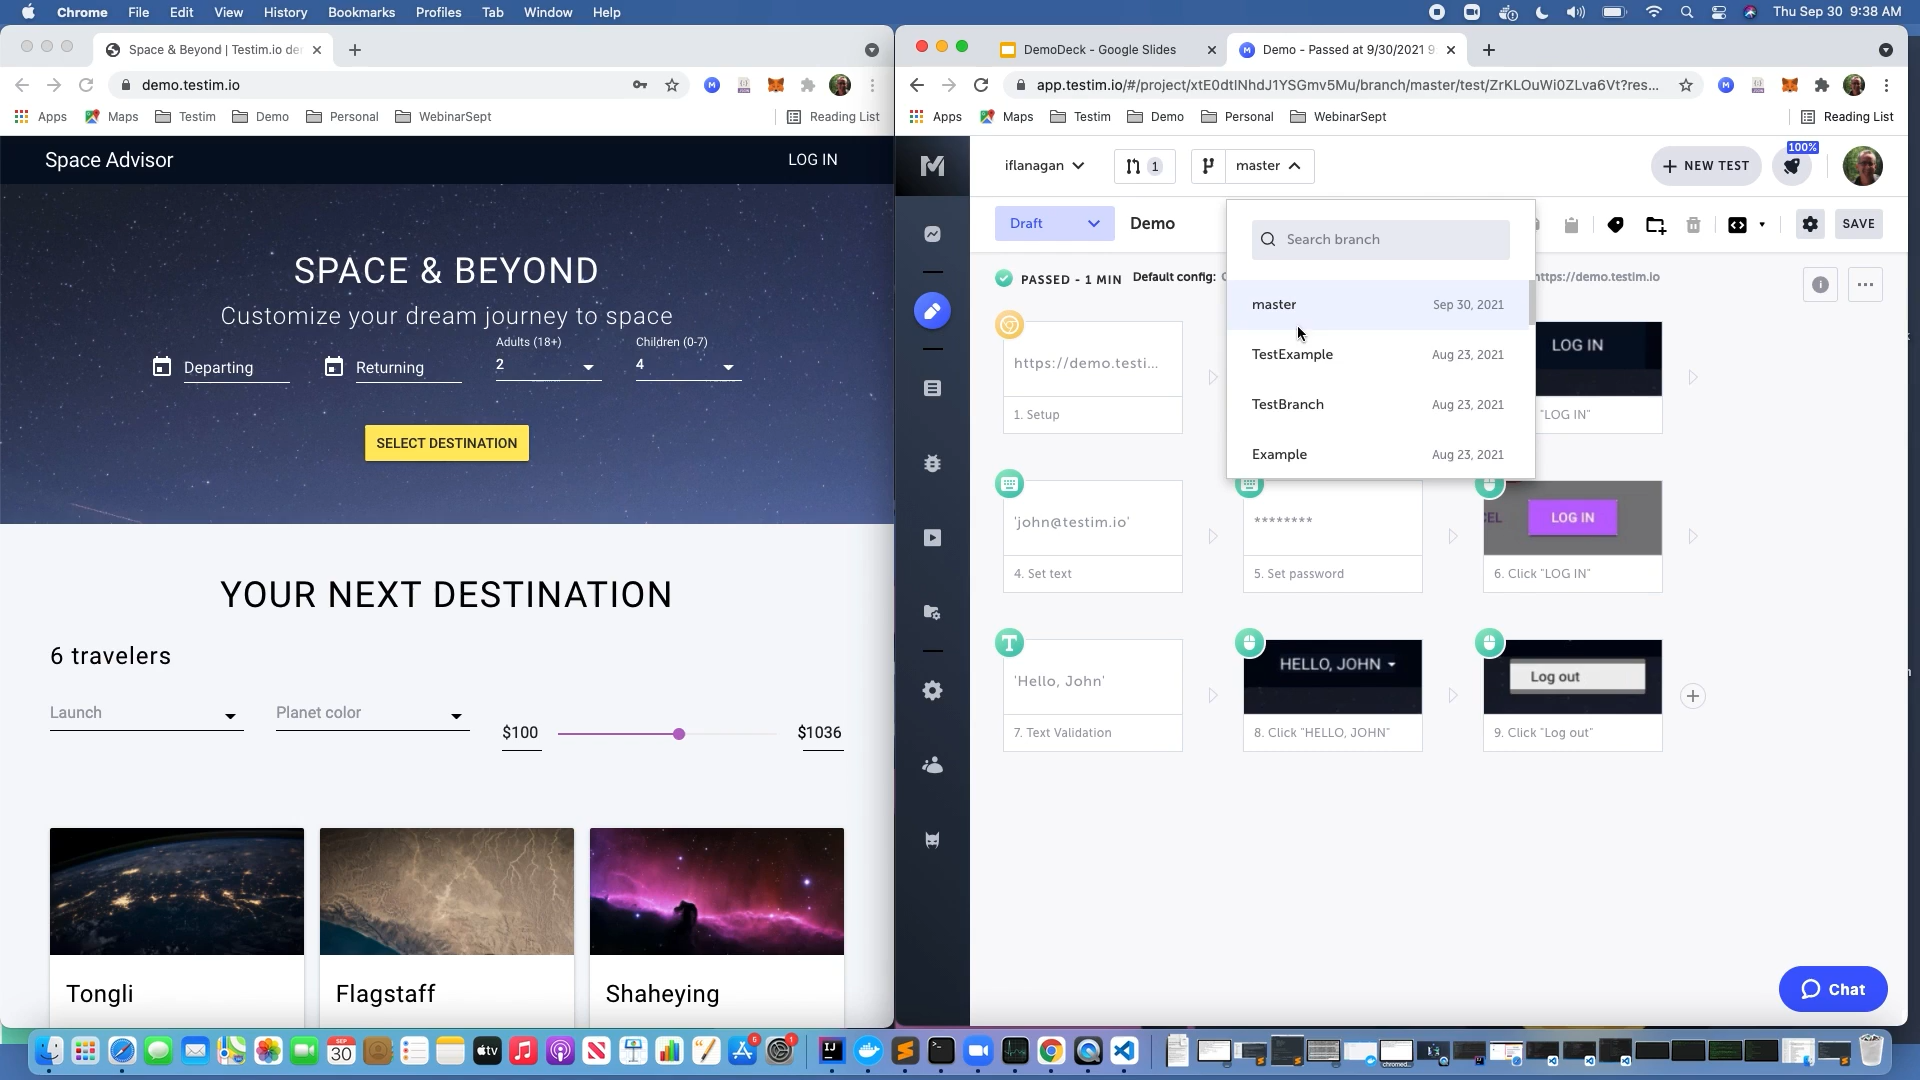 Chrome File Edit View History Bookmarks Profiles Tab Window Help
Thu Sep 30 9:38 AM
Space & Beyond | Testim.io de
demo.testim.io
Apps Maps Testim Demo Personal WebinarSept Reading List
Space Advisor
LOG IN
SPACE & BEYOND
Customize your dream journey to space
Adults (18+) Children (0-7)
Departing Returning 2 4
SELECT DESTINATION
YOUR NEXT DESTINATION
6 travelers
Launch Planet color
$100 $1036
Tongli Flagstaff Shaheying
DemoDeck - Google Slides
Demo - Passed at 9/30/2021 9
app.testim.io/#/project/xtE0dtINhdJ1YSGmv5Mu/branch/master/test/ZrKLOuWi0ZLva6Vt?res...
Apps Maps Testim Demo Personal WebinarSept Reading List
iflanagan 1 master
+ NEW TEST
100%
Draft Demo
SAVE
Search branch
PASSED - 1 MIN Default config:
https://demo.testim.io
master Sep 30, 2021
TestExample Aug 23, 2021
TestBranch Aug 23, 2021
Example Aug 23, 2021
https://demo.testi...
1. Setup
LOG IN
"LOG IN"
'john@testim.io'
4. Set text
********
5. Set password
CEL LOG IN
6. Click "LOG IN"
'Hello, John'
7. Text Validation
HELLO, JOHN
8. Click "HELLO, JOHN"
Log out
9. Click "Log out"
Chat
SEP
30
tv
6
1
IJ